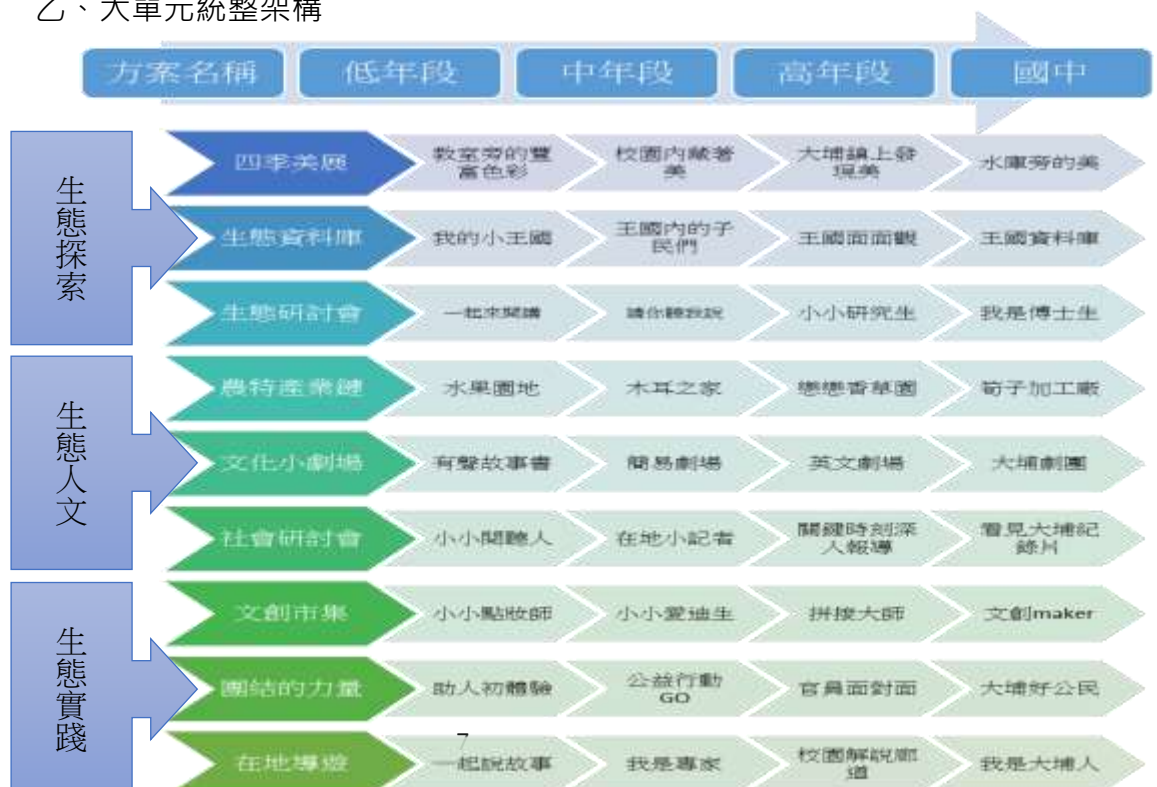 乙、大單元統整架構
方案名稱
低年段
中年段
高年段
國中
生態探索
四季美展
教室旁的豐
富色彩
校園內藏著
美
大埔鎮上發
現美
水庫旁的美
生態資料庫
我的小王國
王國內的子
民們
王國面面觀
王國資料庫
生態研討會
一起來開講
請你聽我說
小小研究生
我是博士生
生態人文
農特產業鏈
水果園地
木耳之家
戀戀香草園
筍子加工廠
文化小劇場
有聲故事書
簡易劇場
英文劇場
大埔劇團
社會研討會
小小閱聽人
在地小記者
關鍵時刻深
入報導
看見大埔紀
錄片
生態實踐
文創市集
小小點妝師
小小愛迪生
拼接大師
文創maker
團結的力量
助人初體驗
公益行動
GO
官員面對面
大埔好公民
在地導遊
一起說故事
我是專家
校園解說廊
道
我是大埔人
7